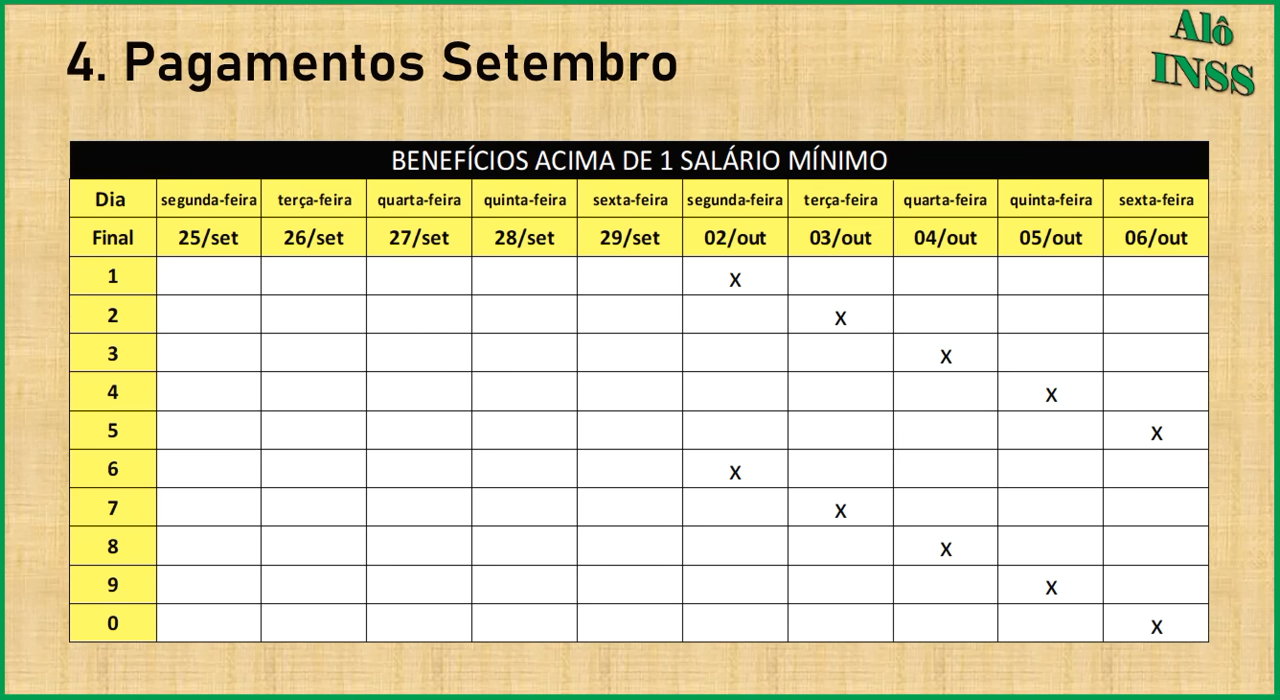 Alô
INSS
4. Pagamentos Setembro
BENEFÍCIOS ACIMA DE 1 SALÁRIO MÍNIMO
Dia segunda-feira terça-feira quarta-feira quinta-feira sexta-feira segunda-feira terça-feira quarta-feira quinta-feira sexta-feira
Final 25/set 26/set 27/set 28/set 29/set 02/out 03/out 04/out 05/out 06/out
1 x
2 x
3 x
4 x
5 x
6 x
7 x
8 x
9 x
0 x